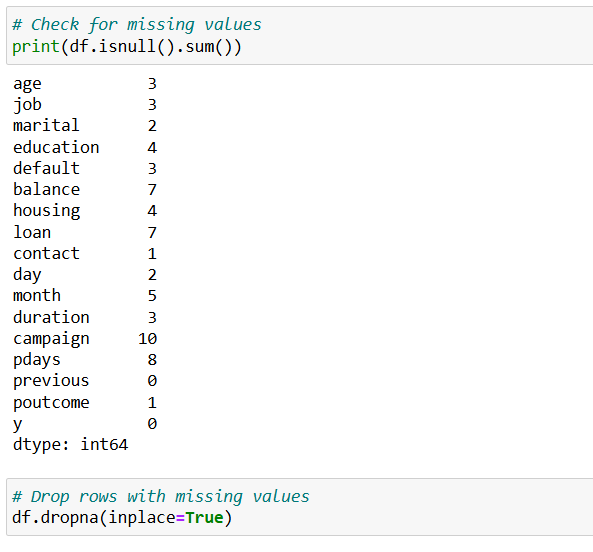 # Check for missing values
print(df.isnull().sum())
age 3
job 3
marital 2
education 4
default 3
balance 7
housing 4
loan 7
contact 1
day 2
month 5
duration 3
campaign 10
pdays 8
previous 0
poutcome 1
y 0
dtype: int64
# Drop rows with missing values
df.dropna(inplace=True)